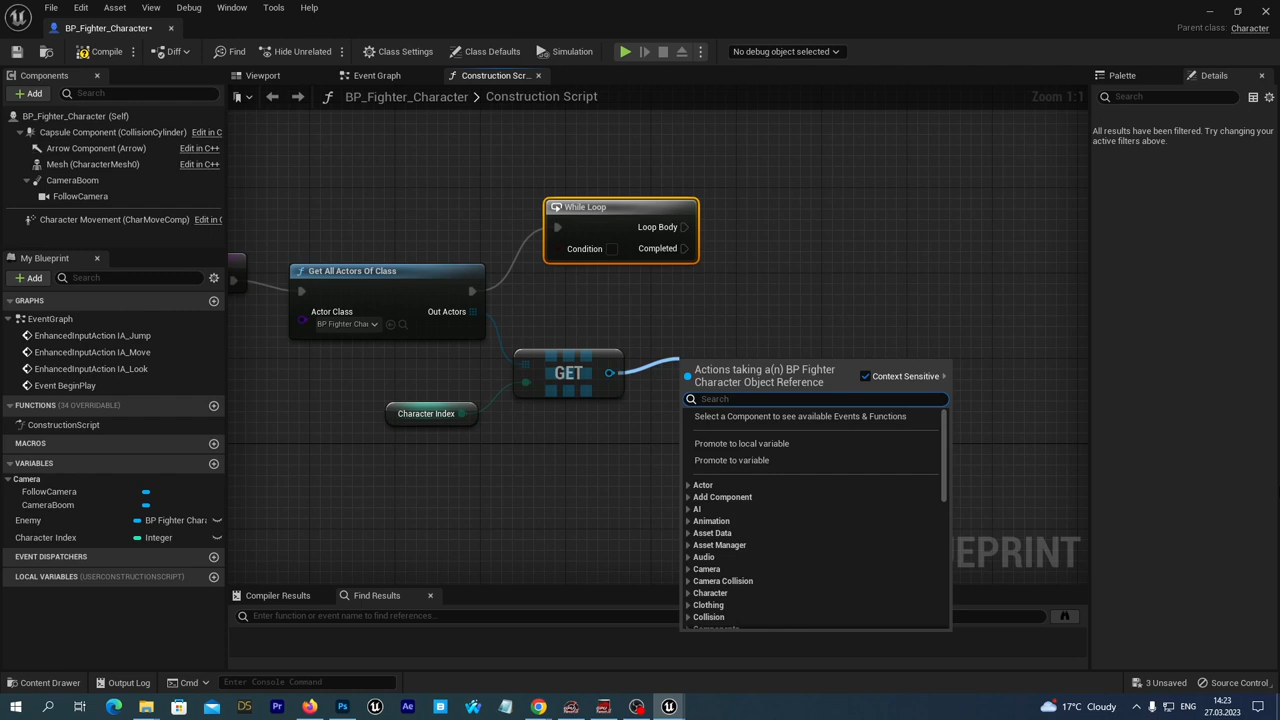 File Edit Asset View Debug Window Tools Help
BP_Fighter_Character*
Parent class: Character
Compile Diff Find Hide Unrelated Class Settings Class Defaults Simulation No debug object selected
Components Viewport Event Graph Construction Scr... Palette Details
Add Search BP_Fighter_Character > Construction Script Zoom 1:1 Search
BP_Fighter_Character (Self)
Capsule Component (CollisionCylinder) Edit in C
Arrow Component (Arrow) Edit in C++
Mesh (CharacterMesh0) Edit in C++
CameraBoom
FollowCamera
Character Movement (CharMoveComp) Edit in C
All results have been filtered. Try changing your
active filters above.
My Blueprint
Add Search
GRAPHS
EventGraph
EnhancedInputAction IA_Jump
EnhancedInputAction IA_Move
EnhancedInputAction IA_Look
Event BeginPlay
FUNCTIONS (34 OVERRIDABLE)
ConstructionScript
MACROS
VARIABLES
Camera
FollowCamera
CameraBoom
Enemy BP Fighter Chara
Character Index Integer
EVENT DISPATCHERS
LOCAL VARIABLES (USERCONSTRUCTIONSCRIPT)
While Loop
Loop Body
Condition Completed
Get All Actors Of Class
Actor Class Out Actors
BP Fighter Chai
GET
Character Index
Actions taking a(n) BP Fighter
Character Object Reference
Context Sensitive
Search
Select a Component to see available Events & Functions
Promote to local variable
Promote to variable
Actor
Add Component
AI
Animation
Asset Data
Asset Manager
Audio
Camera
Camera Collision
Character
Clothing
Collision
Components
EPRINT
Compiler Results Find Results
Enter function or event name to find references...
Content Drawer Output Log Cmd Enter Console Command 3 Unsaved Source Control
17°C Cloudy ENG 14:23
27.03.2023